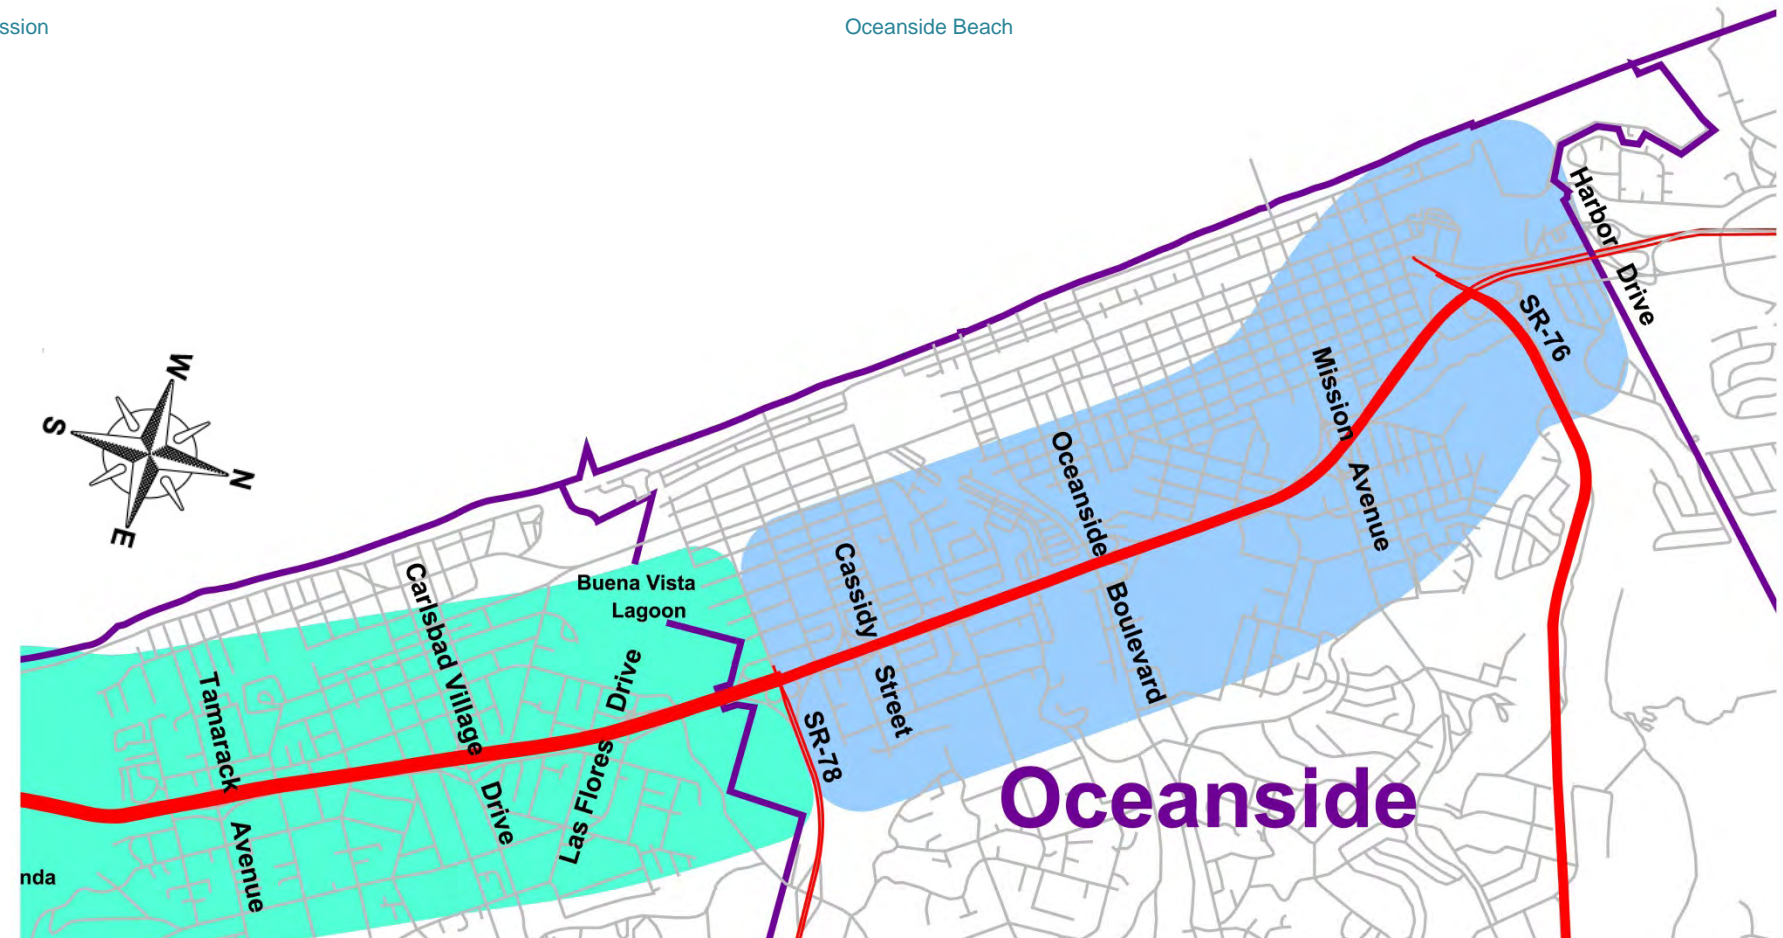 ssion
Oceanside Beach
Harbor Drive
SR-76
Mission Avenue
W
S
N
E
Oceanside Boulevard
Cassidy Street
Carlsbad Village Drive
Buena Vista
Lagoon
Tamarack Avenue
Las Flores Drive
SR-78
Oceanside
nda